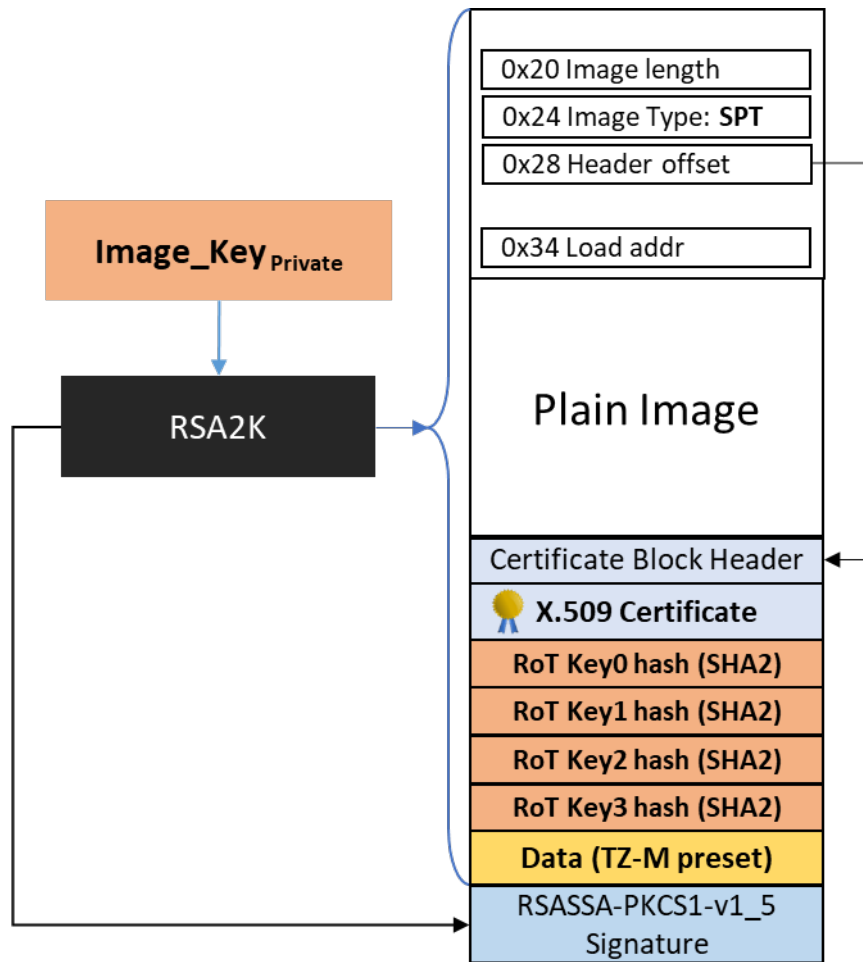 0x20 Image length
0x24 Image Type: SPT
0x28 Header offset
0x34 Load addr
Image_Key Private
RSA2K
Plain Image
Certificate Block Header
X.509 Certificate
RoT Key0 hash (SHA2)
RoT Key1 hash (SHA2)
RoT Key2 hash (SHA2)
RoT Key3 hash (SHA2)
Data (TZ-M preset)
RSASSA-PKCS1-v1_5
Signature